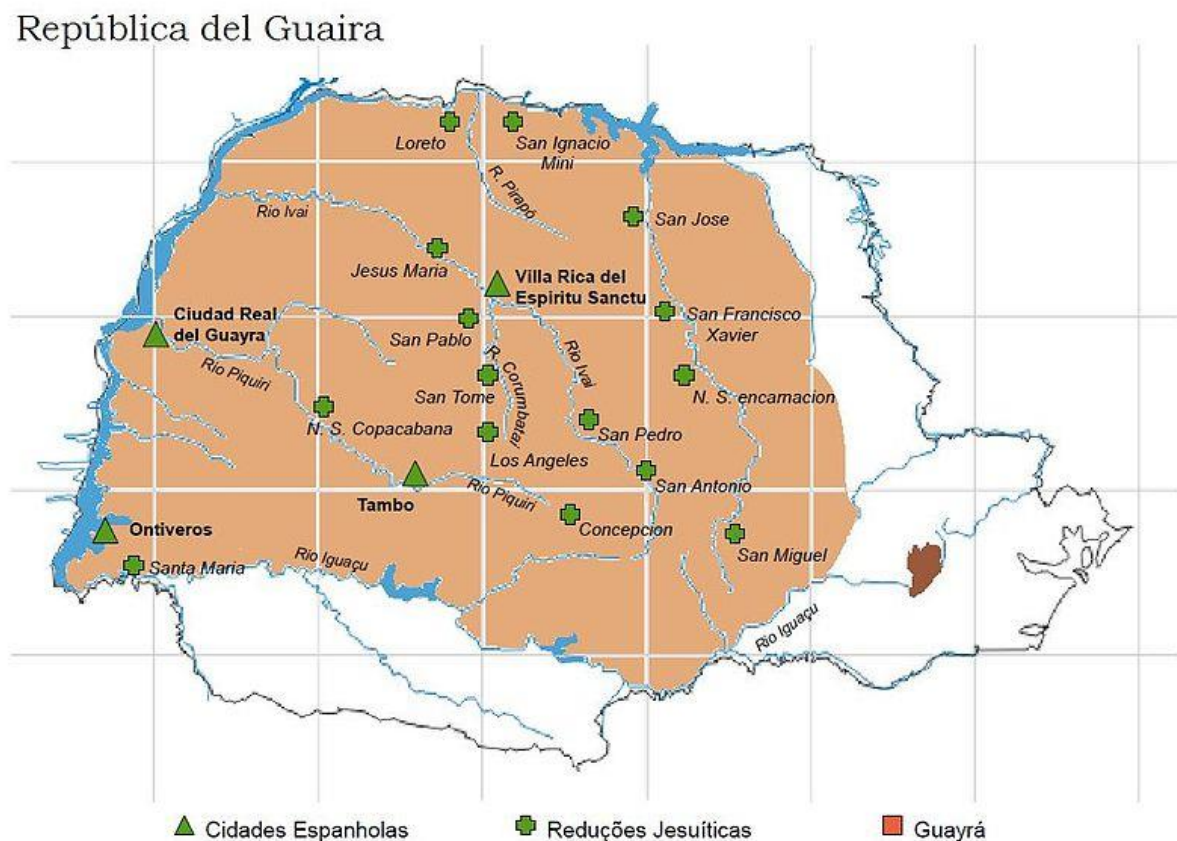 República del Guaira
Loreto
San Ignacio
Mini
R. Pirapó
Rio Ivai
San Jose
Jesus Maria
Villa Rica del
Espiritu Sanctu
Ciudad Real
del Guayra
San Pablo
San Francisco
Xavier
Rio Piquiri
R. Corumbatai
Rio Ivai
San Tome
N. S. encarnacion
N. S. Copacabana
San Pedro
Los Angeles
San Antonio
Tambo
Rio Piquiri
Ontiveros
Concepcion
San Miguel
Santa Maria
Rio Iguaçu
Rio Iguaçu
Cidades Espanholas
Reduções Jesuíticas
Guayrá